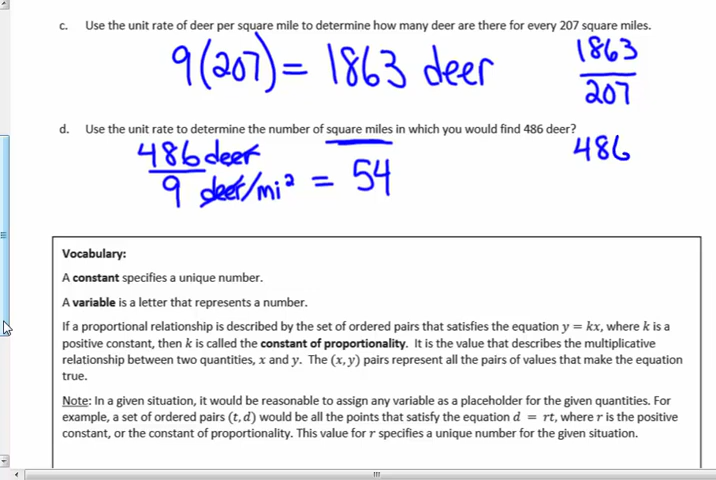 c. Use the unit rate of deer per square mile to determine how many deer are there for every 207 square miles.
9(207) = 1863 deer
1863
207
d. Use the unit rate to determine the number of square miles in which you would find 486 deer?
486 deer
9 deer/mi² = 54
486
Vocabulary:
A constant specifies a unique number.
A variable is a letter that represents a number.
If a proportional relationship is described by the set of ordered pairs that satisfies the equation y = kx, where k is a
positive constant, then k is called the constant of proportionality. It is the value that describes the multiplicative
relationship between two quantities, x and y. The (x, y) pairs represent all the pairs of values that make the equation
true.
Note: In a given situation, it would be reasonable to assign any variable as a placeholder for the given quantities. For
example, a set of ordered pairs (t, d) would be all the points that satisfy the equation d = rt, where r is the positive
constant, or the constant of proportionality. This value for r specifies a unique number for the given situation.